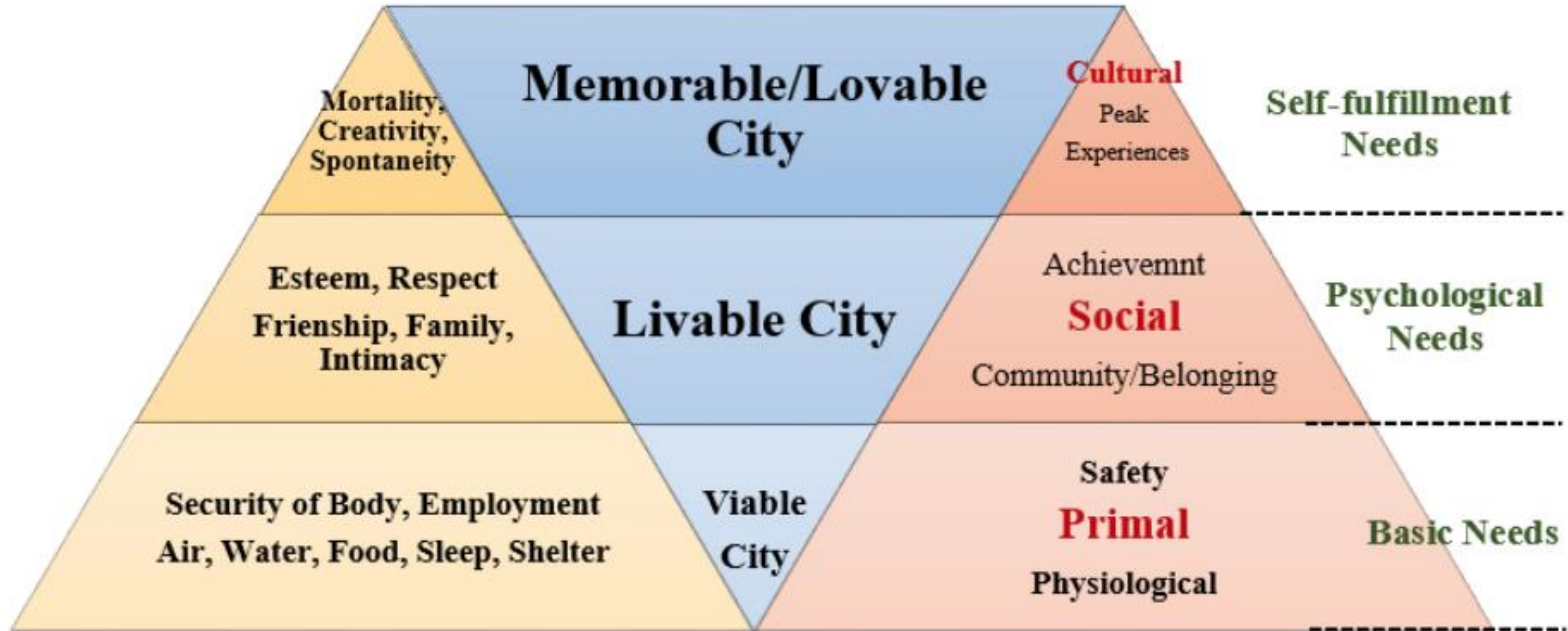 Mortality,
Creativity,
Spontaneity
Memorable/Lovable
City
Cultural
Peak
Experiences
Self-fulfillment
Needs
Esteem, Respect
Frienship, Family,
Intimacy
Livable City
Achievemnt
Social
Community/Belonging
Psychological
Needs
Security of Body, Employment
Air, Water, Food, Sleep, Shelter
Viable
City
Safety
Primal
Physiological
Basic Needs